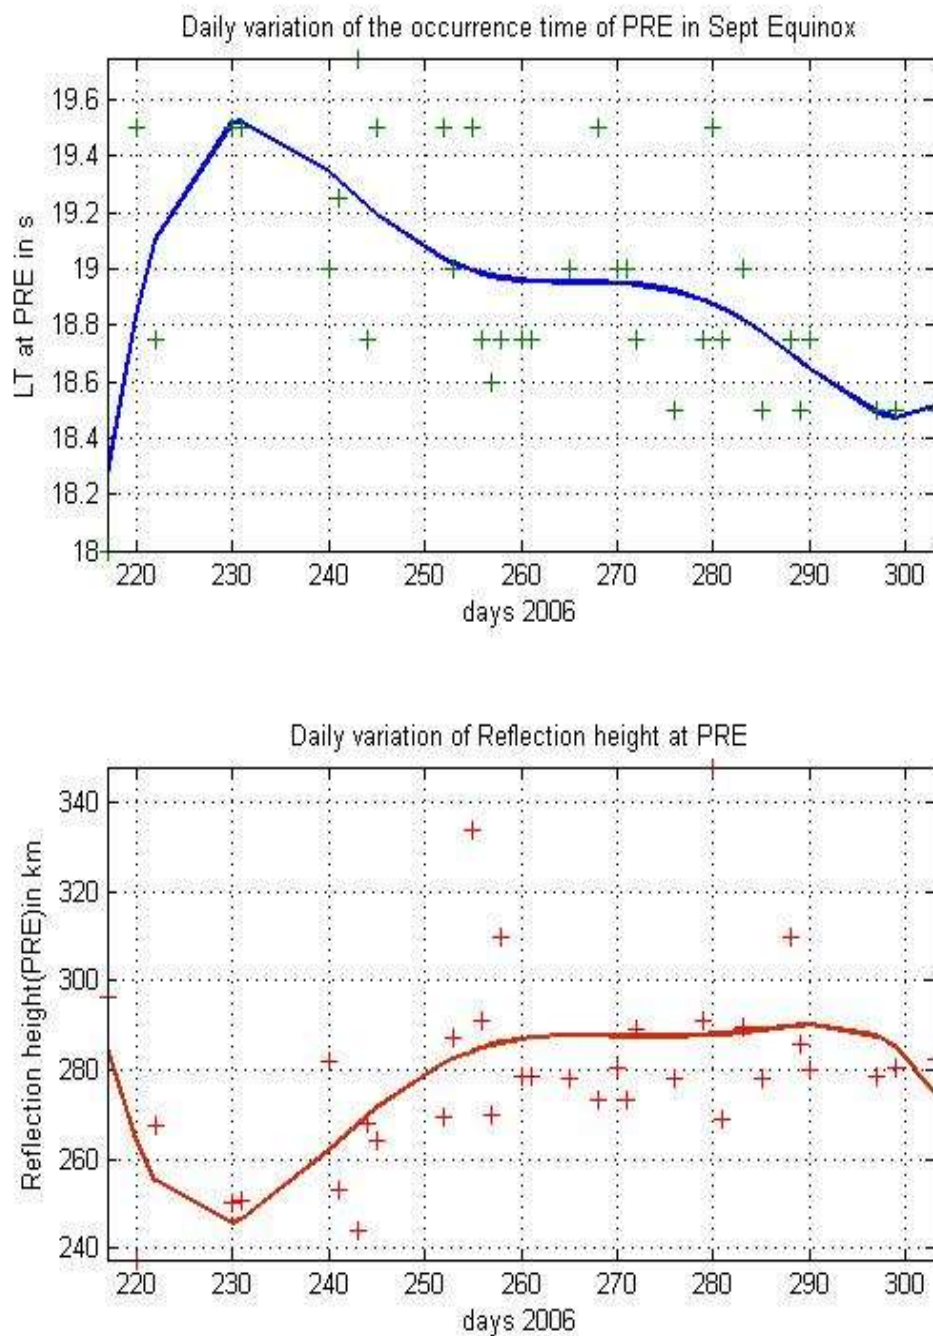 Daily variation of the occurrence time of PRE in Sept Equinox
LT at PRE in s
19.6
19.4
19.2
19
18.8
18.6
18.4
18.2
18
220 230 240 250 260 270 280 290 300
days 2006
Daily variation of Reflection height at PRE
Reflection height(PRE)in km
340
320
300
280
260
240
220 230 240 250 260 270 280 290 300
days 2006